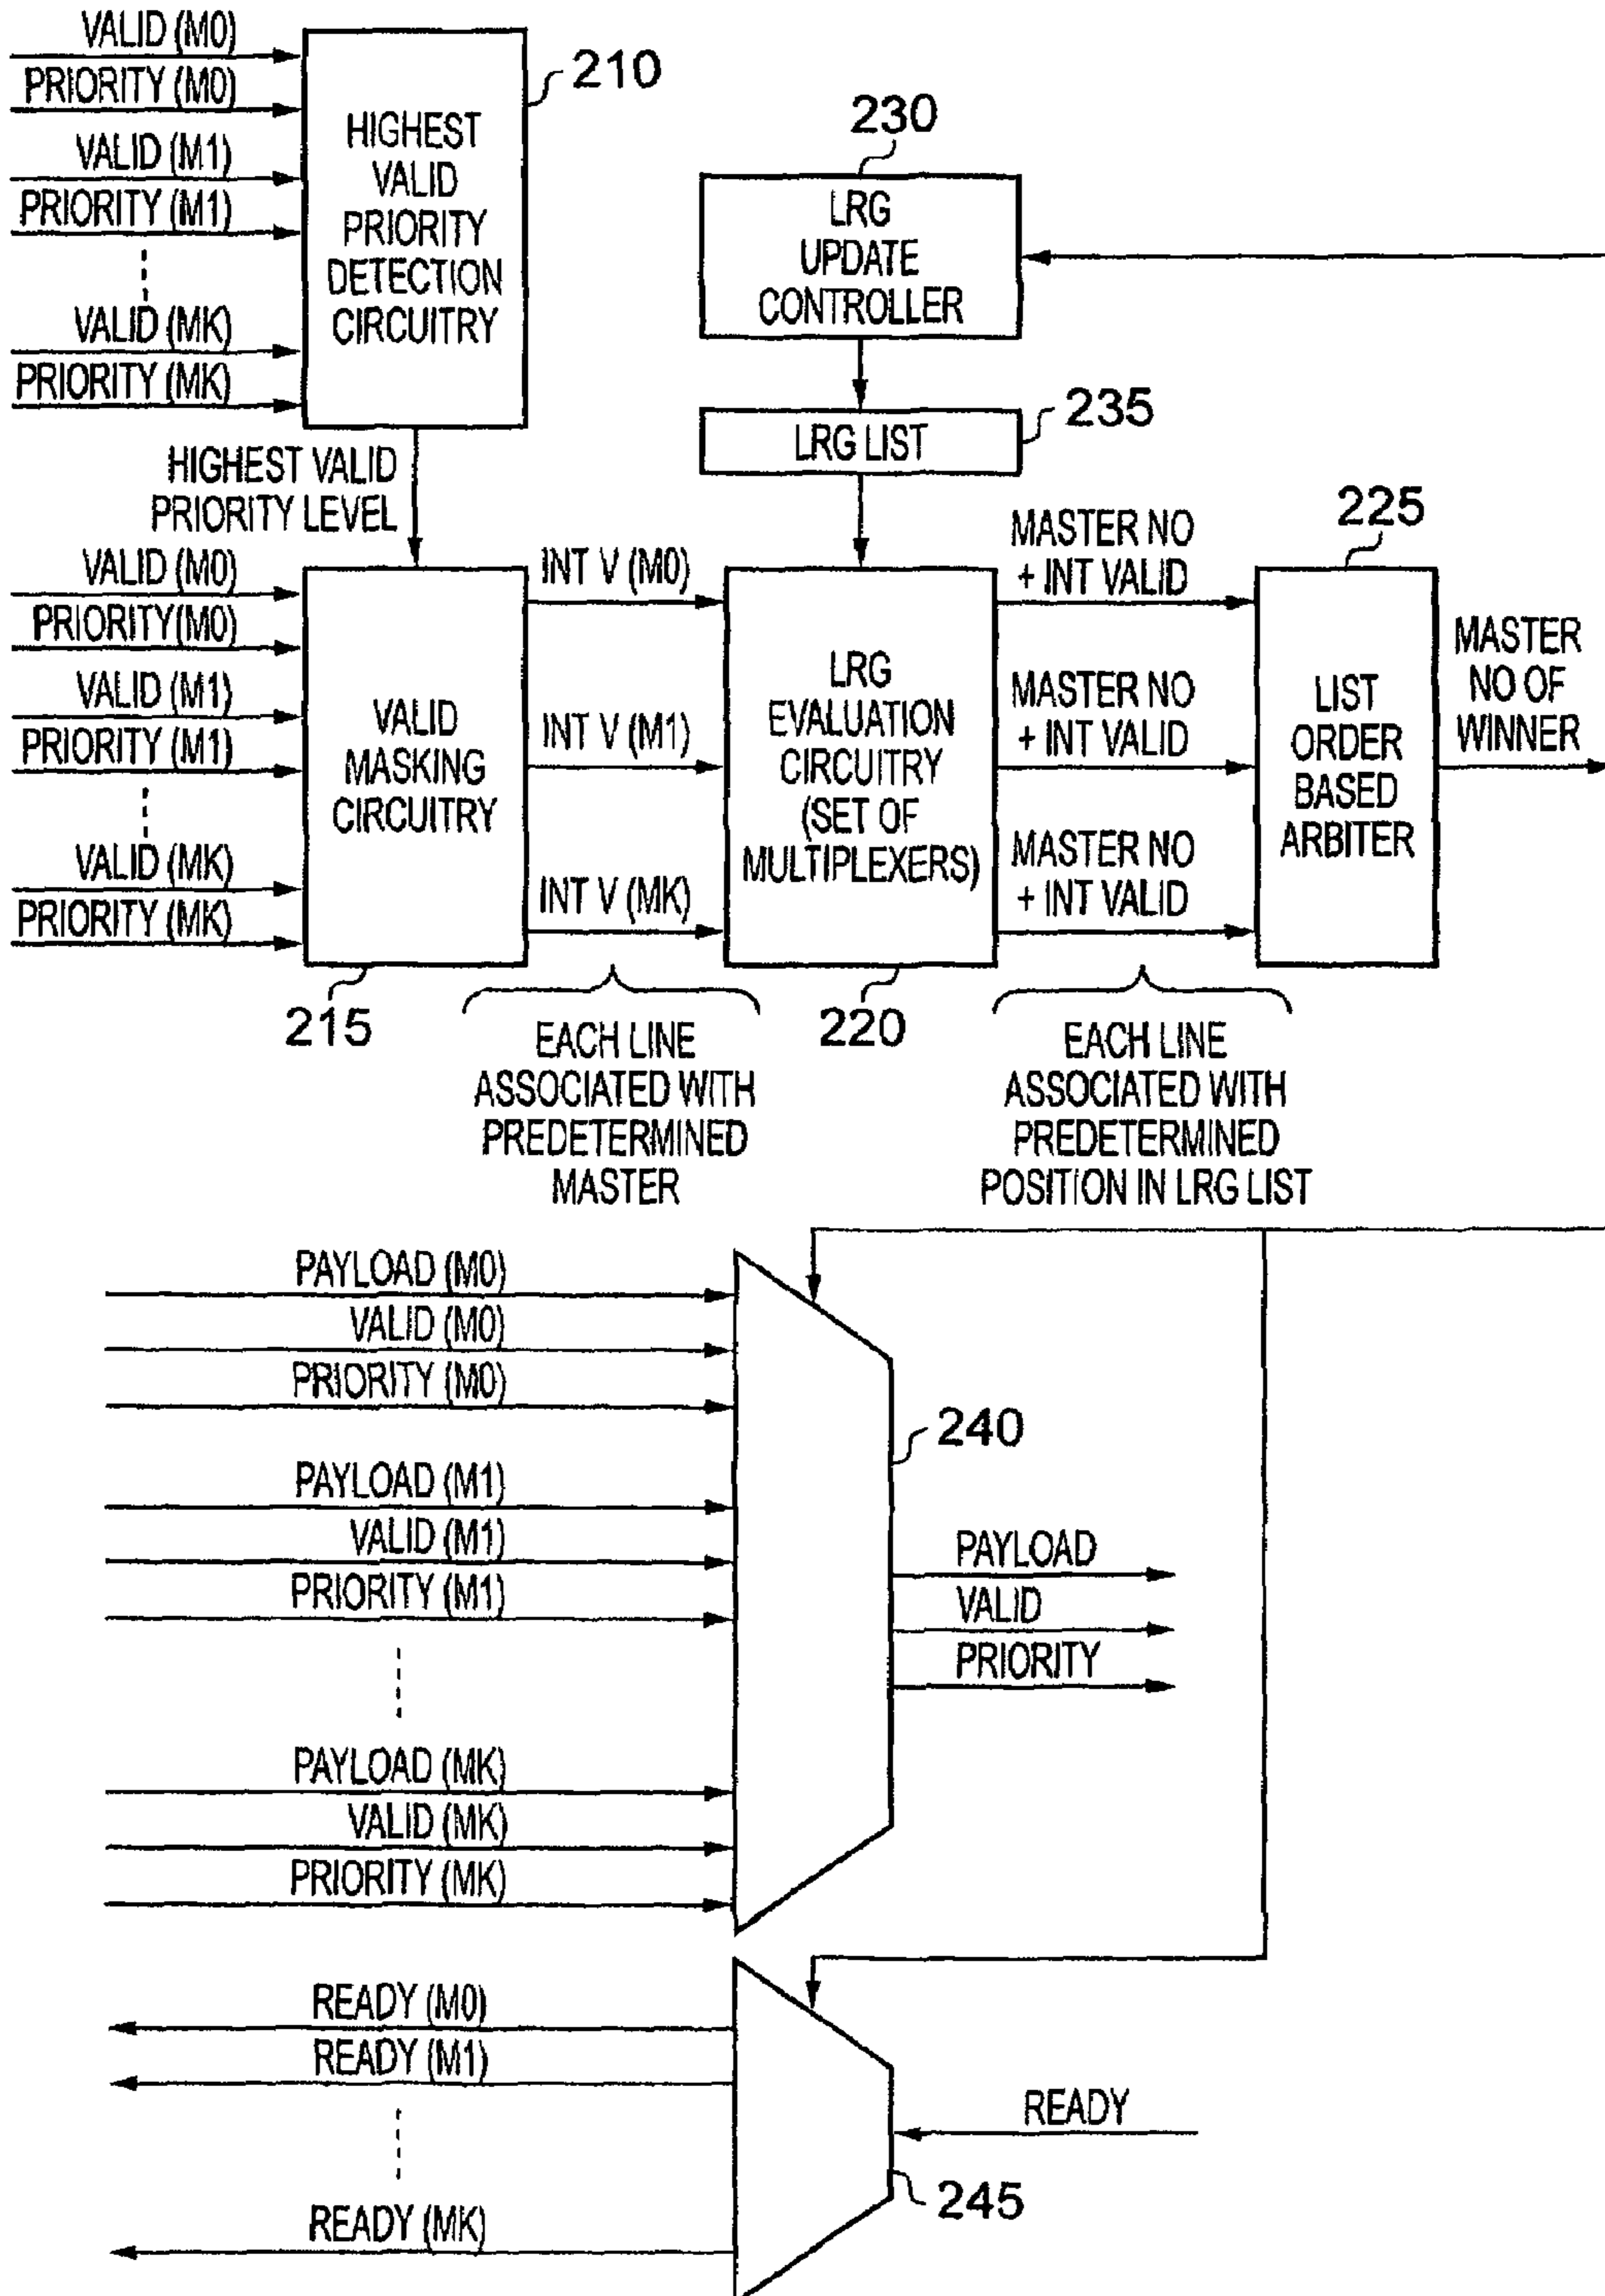 VALID (M0)
PRIORITY (M0)
VALID (M1)
PRIORITY (M1)
VALID (MK)
PRIORITY (MK)
HIGHEST
VALID
PRIORITY
DETECTION
CIRCUITRY
210
HIGHEST VALID
PRIORITY LEVEL
230
LRG
UPDATE
CONTROLLER
235
LRG LIST
VALID (M0)
PRIORITY(M0)
VALID (M1)
PRIORITY (M1)
VALID (MK)
PRIORITY (MK)
VALID
MASKING
CIRCUITRY
215
INT V (M0)
INT V (M1)
INT V (MK)
EACH LINE
ASSOCIATED WITH
PREDETERMINED
MASTER
LRG
EVALUATION
CIRCUITRY
(SET OF
MULTIPLEXERS)
220
MASTER NO
+ INT VALID
MASTER NO
+ INT VALID
MASTER NO
+ INT VALID
EACH LINE
ASSOCIATED WITH
PREDETERMINED
POSITION IN LRG LIST
225
LIST
ORDER
BASED
ARBITER
MASTER
NO OF
WINNER
PAYLOAD (M0)
VALID (M0)
PRIORITY (M0)
PAYLOAD (M1)
VALID (M1)
PRIORITY (M1)
PAYLOAD (MK)
VALID (MK)
PRIORITY (MK)
240
PAYLOAD
VALID
PRIORITY
READY (M0)
READY (M1)
READY (MK)
READY
245